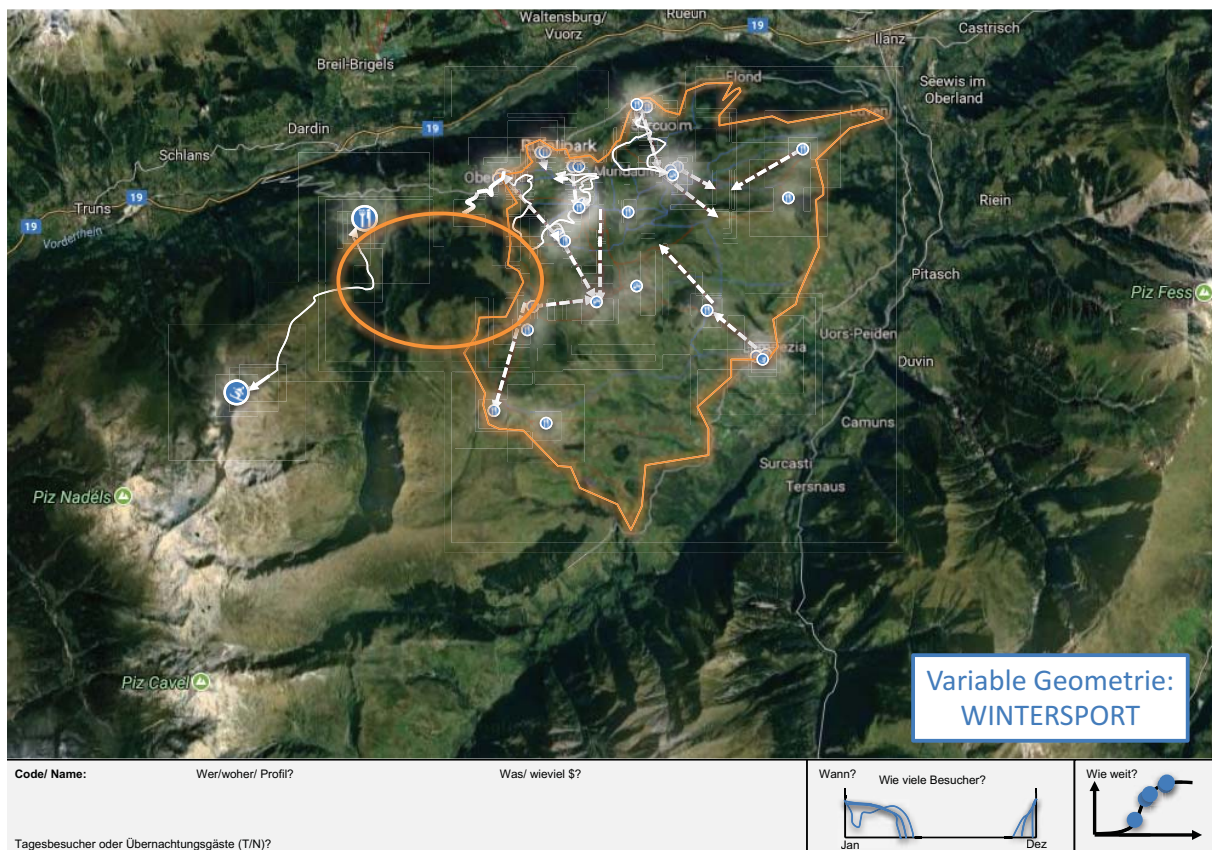 Waltensburg/
Vuorz
Rueun
19
Ilanz
Castrisch
Breil-Brigels
Flond
Seewis im
Oberland
Dardin
19
Luven
Schlans
Truns
19
19
Vorderrhein
Riein
Pitasch
Piz Fess
Uors-Peiden
Duvin
Camuns
Surcasti
Tersnaus
Piz Nadéls
Piz Cavel
Variable Geometrie:
WINTERSPORT
Code/ Name:
Wer/woher/ Profil?
Was/ wieviel $?
Wann?
Wie viele Besucher?
Wie weit?
Jan
Dez
Tagesbesucher oder Übernachtungsgäste (T/N)?